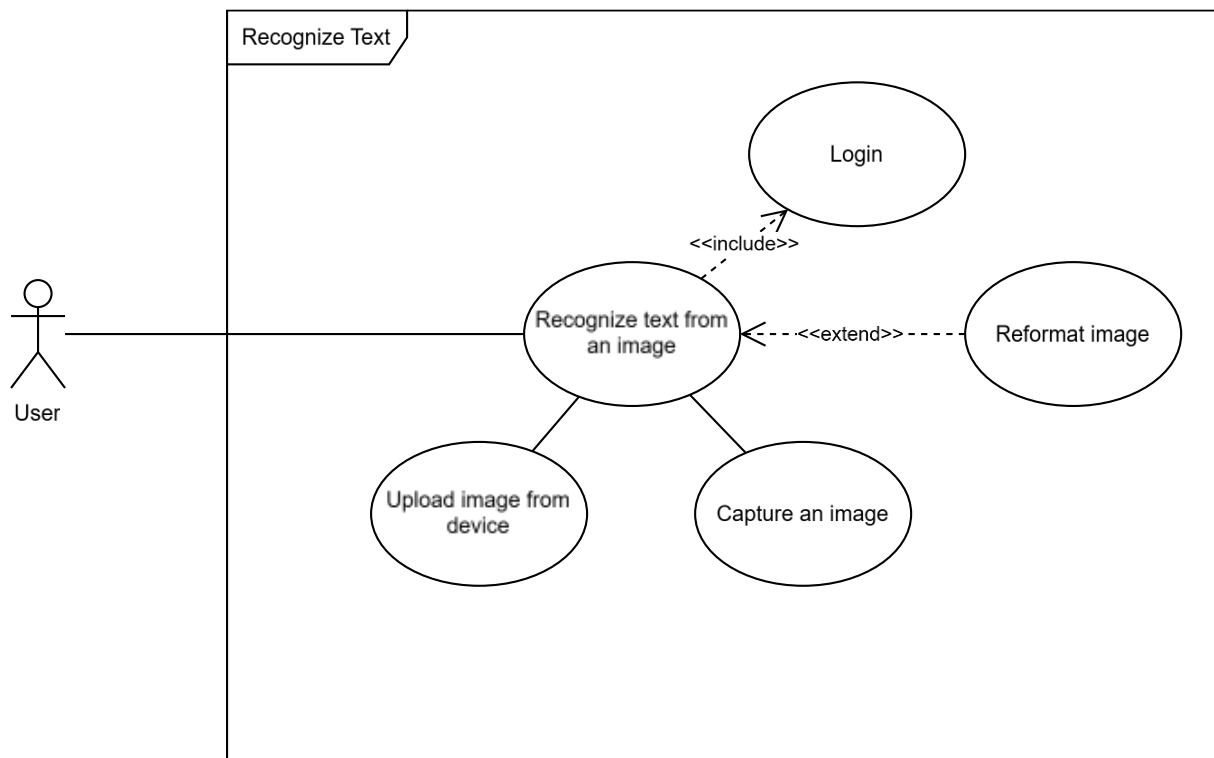 Recognize Text
Login
<<include>>
Recognize text from
an image
<<extend>>
Reformat image
User
Upload image from
device
Capture an image